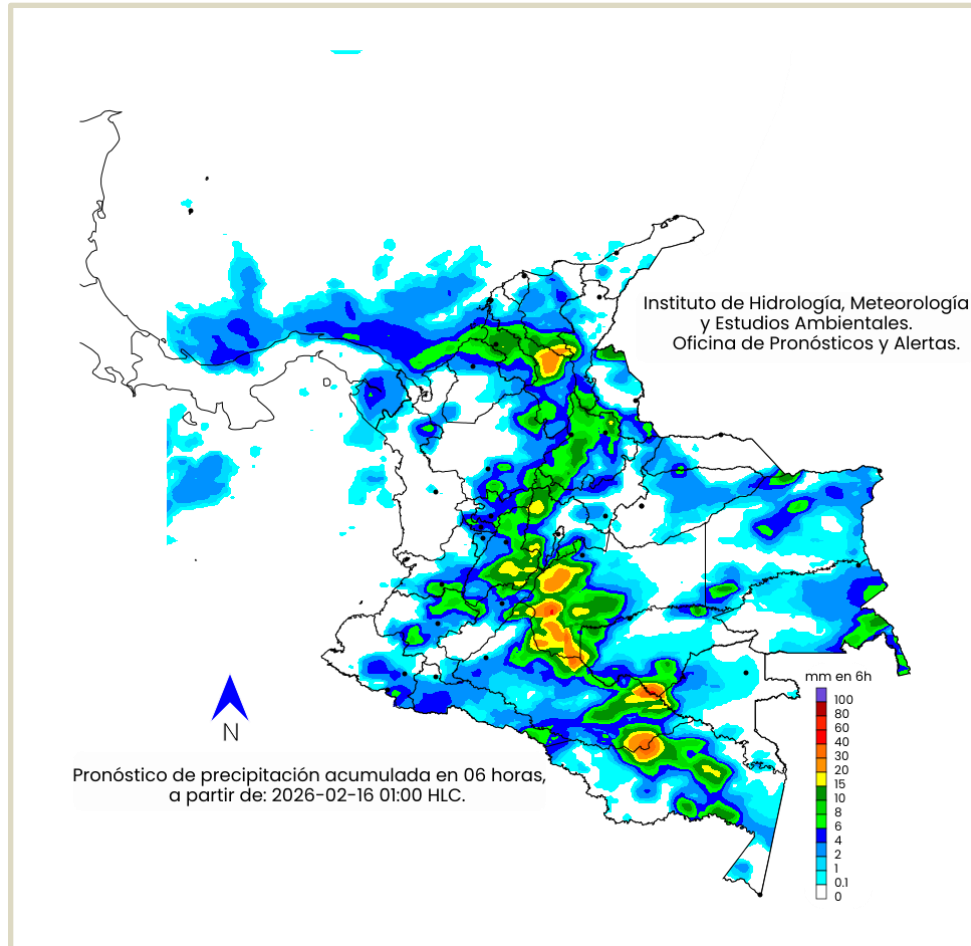 Instituto de Hidrología, Meteorología
y Estudios Ambientales.
Oficina de Pronósticos y Alertas.
N
mm en 6h
100
80
60
40
30
20
15
10
8
6
4
2
1
0.1
0
Pronóstico de precipitación acumulada en 06 horas,
a partir de: 2026-02-16 01:00 HLC.